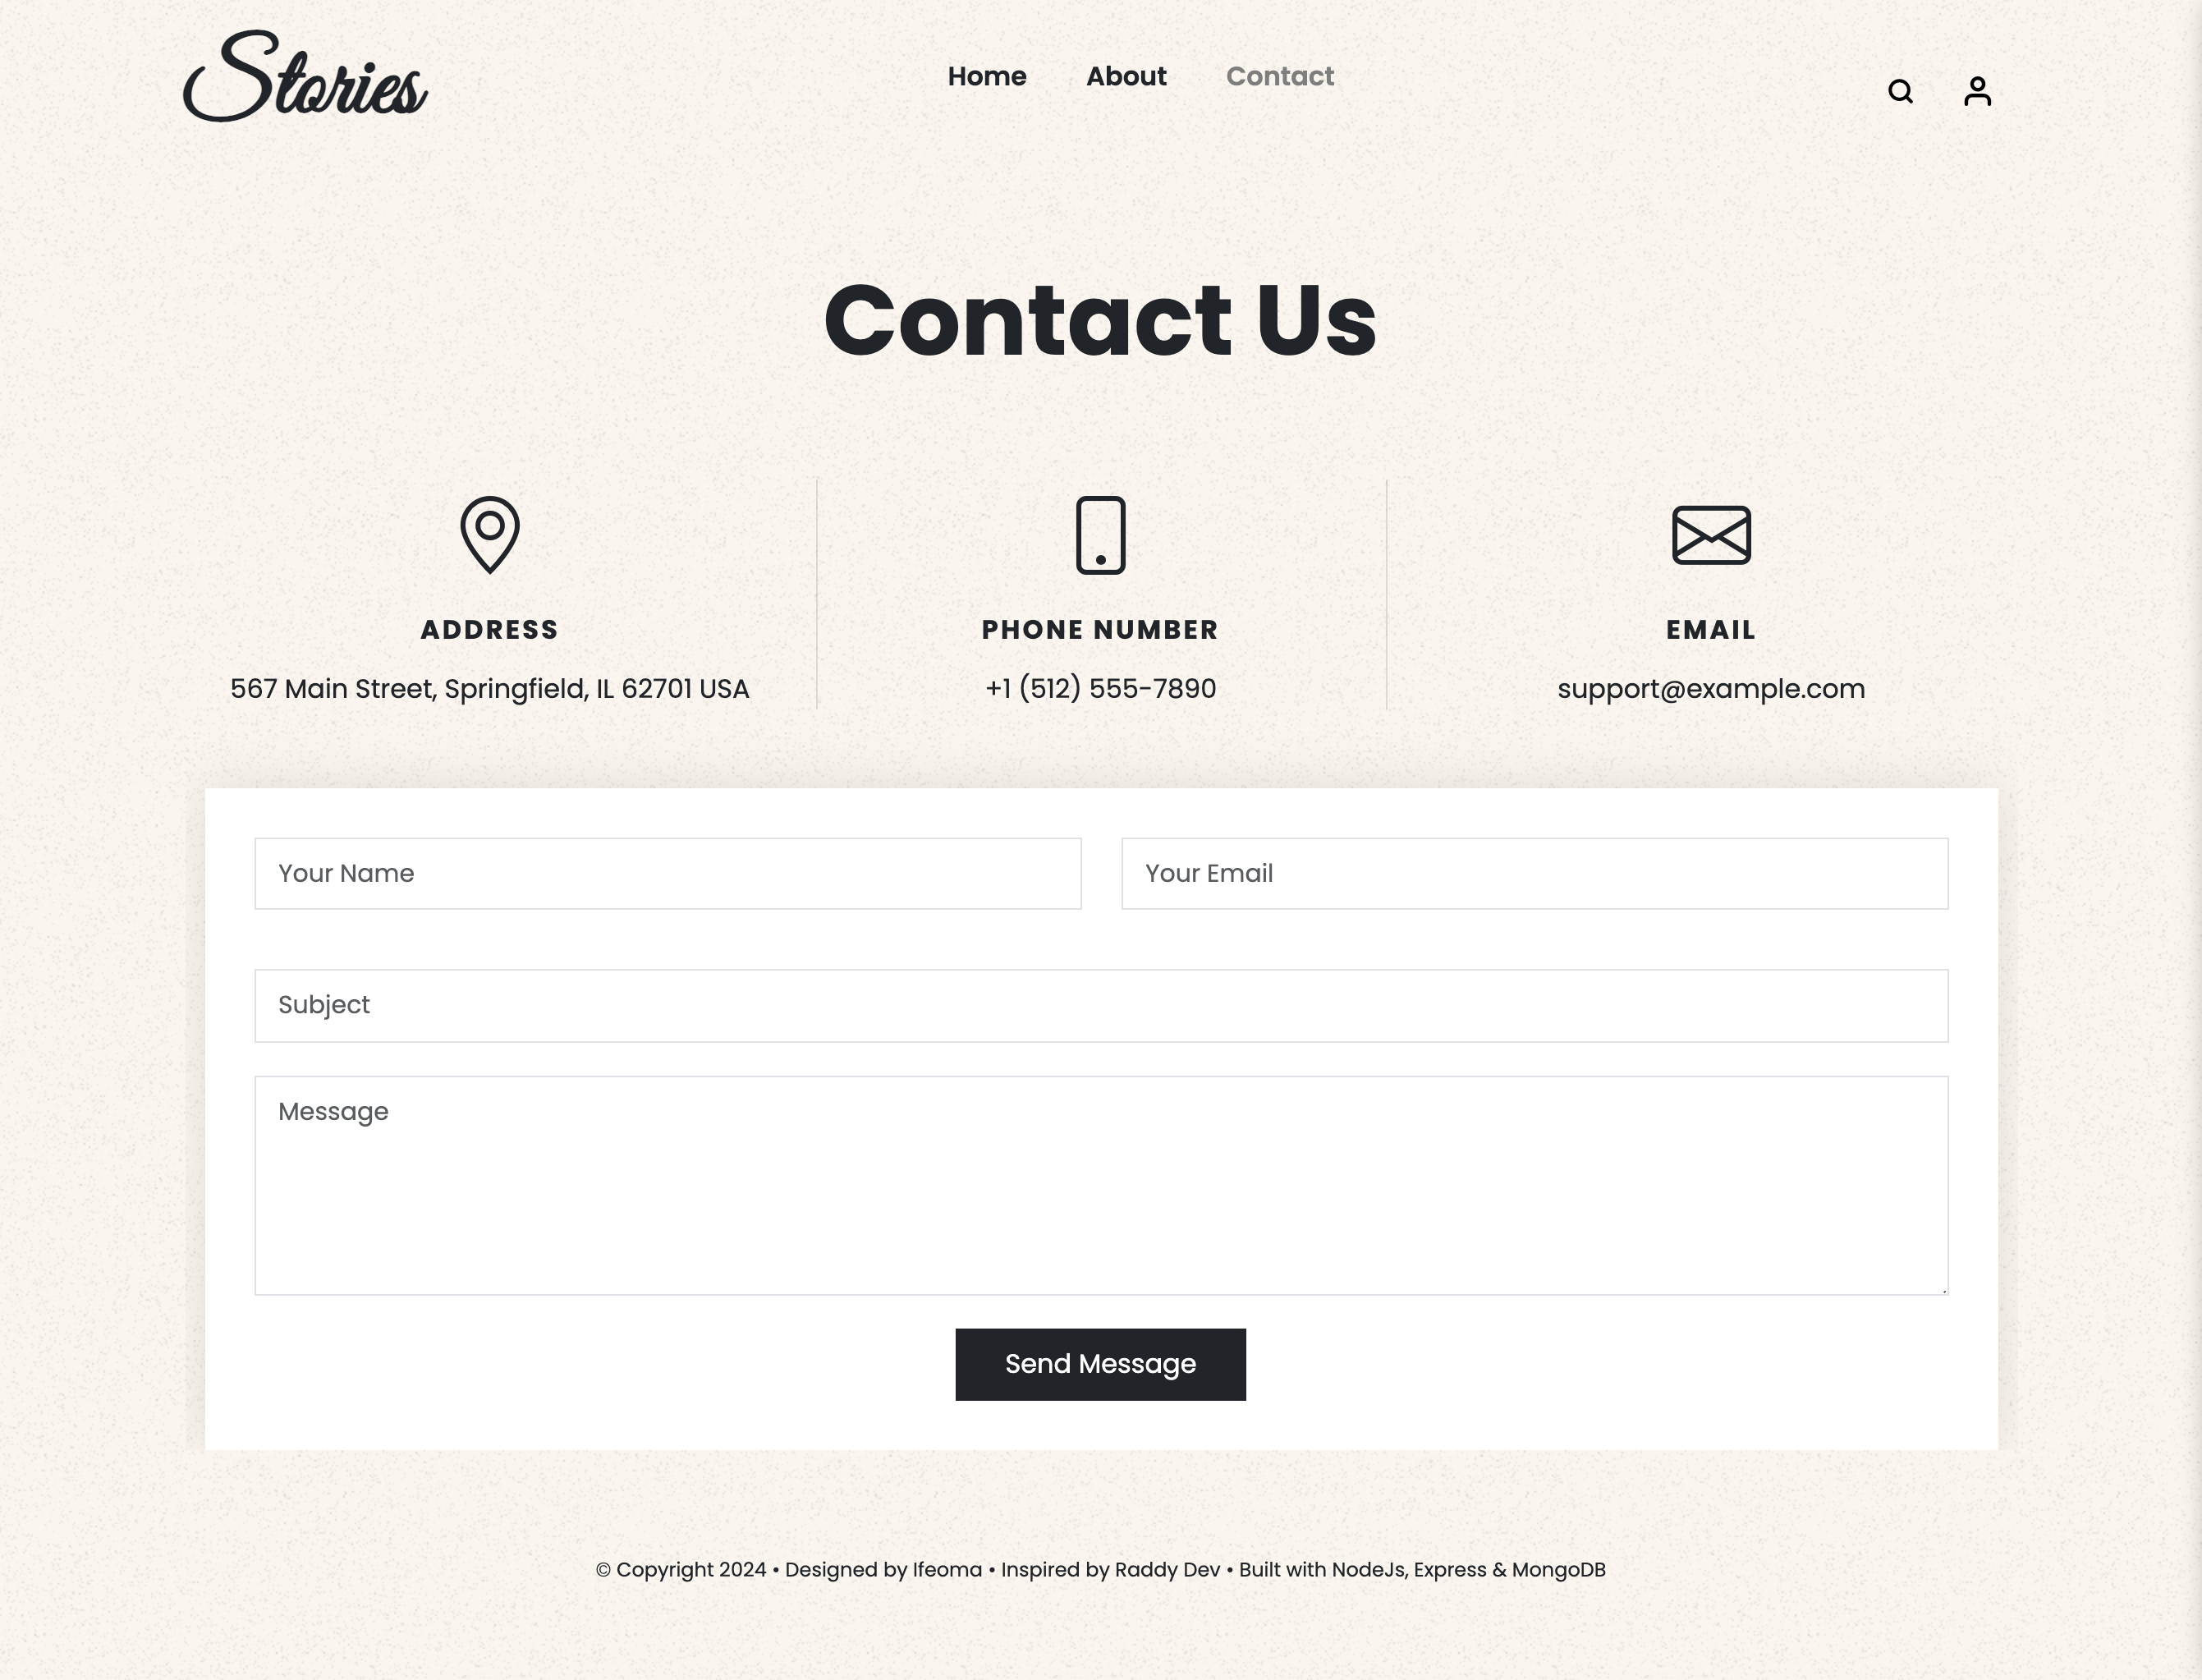 Stories
Home About Contact
Contact Us
ADDRESS
567 Main Street, Springfield, IL 62701 USA
PHONE NUMBER
+1 (512) 555-7890
EMAIL
support@example.com
Your Name
Your Email
Subject
Message
Send Message
© Copyright 2024 • Designed by Ifeoma • Inspired by Raddy Dev • Built with NodeJs, Express & MongoDB